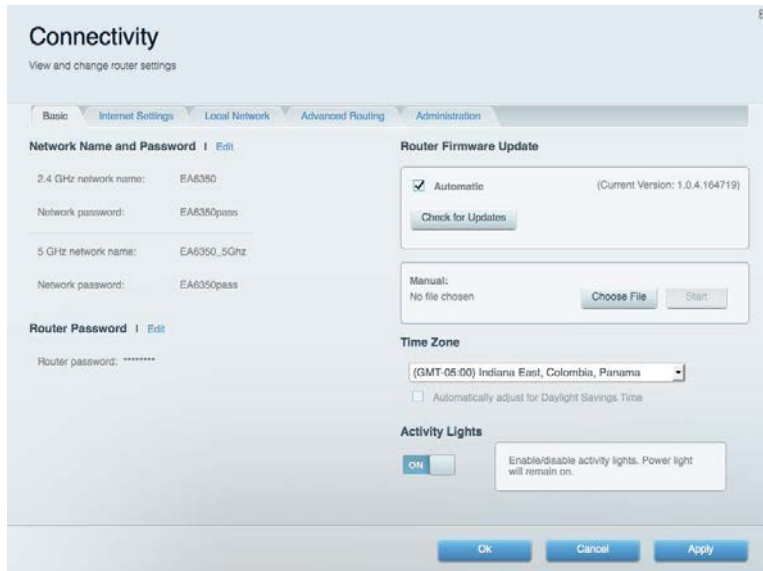 Connectivity
View and change router settings
Basic Internet Settings Local Network Advanced Routing Administration
Network Name and Password | Edit
2.4 GHz network name: EA6350
Network password: EA6350pass
5 GHz network name: EA6350_5Ghz
Network password: EA6350pass
Router Password | Edit
Router password: ********
Router Firmware Update
Automatic (Current Version: 1.0.4.164719)
Check for Updates
Manual:
No file chosen Choose File Start
Time Zone
(GMT-05:00) Indiana East, Colombia, Panama
Automatically adjust for Daylight Savings Time
Activity Lights
ON
Enable/disable activity lights. Power light
will remain on.
Ok Cancel Apply